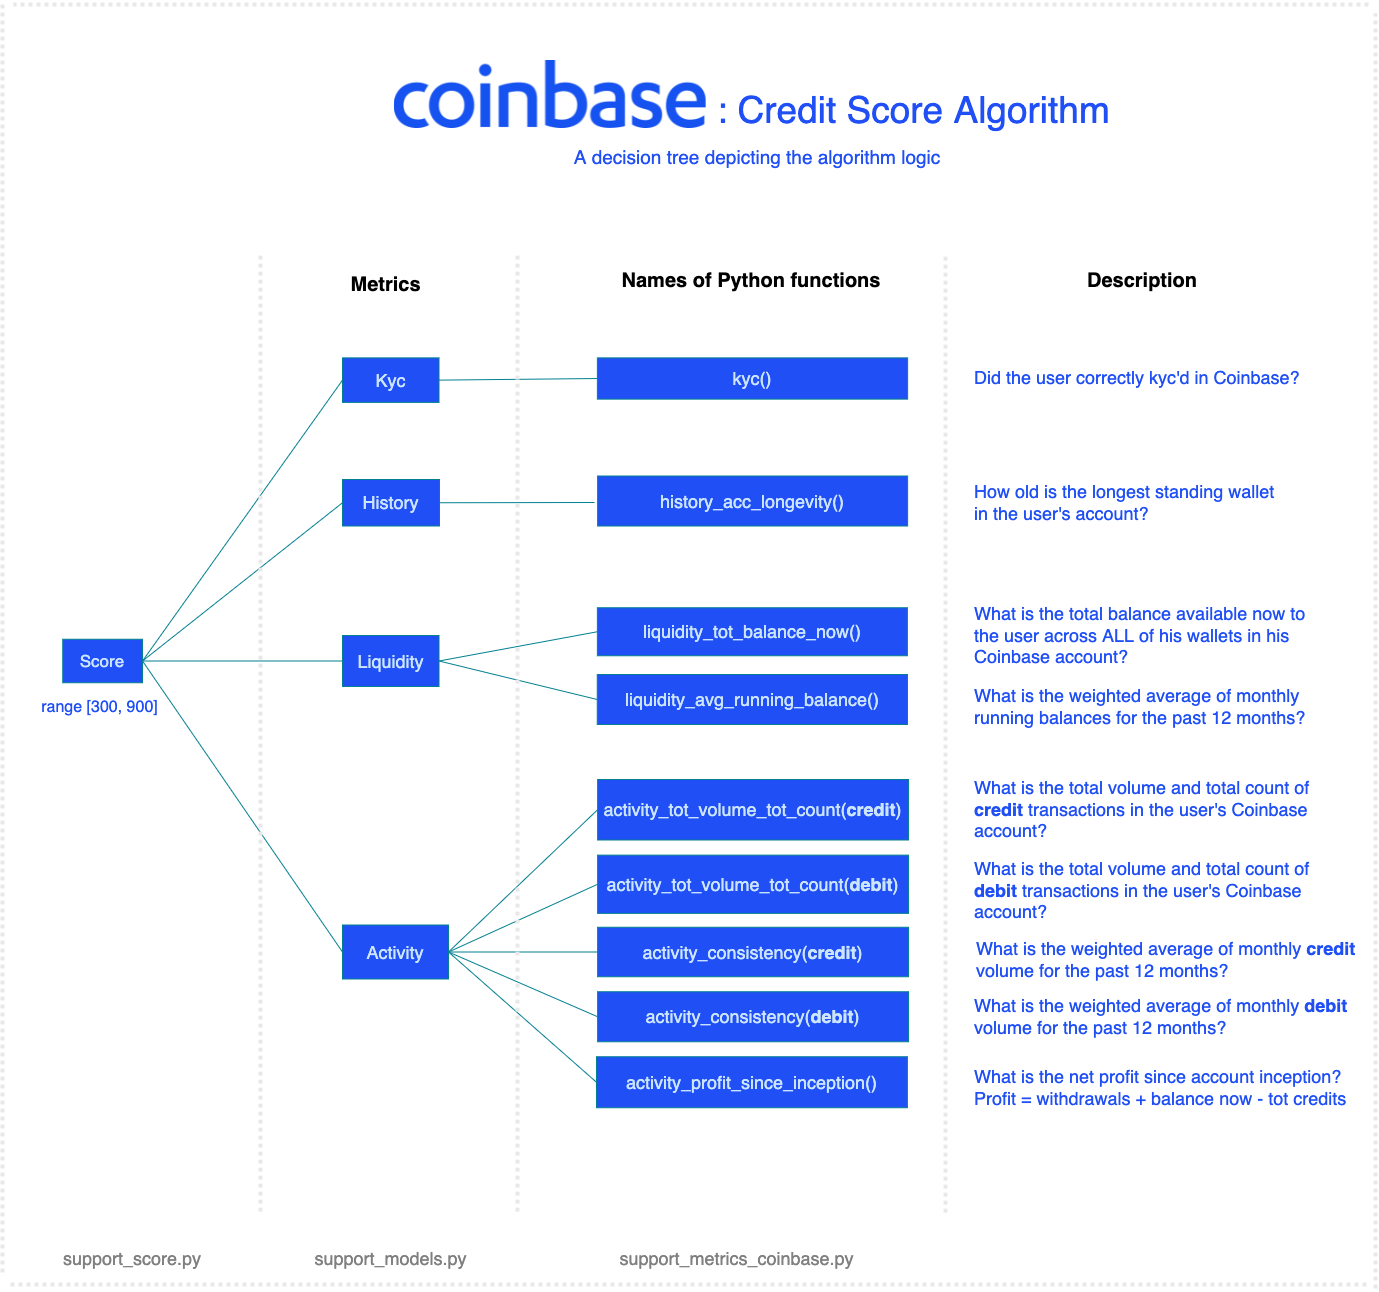 coinbase : Credit Score Algorithm
A decision tree depicting the algorithm logic
Metrics
Names of Python functions
Description
Kyc
kyc()
Did the user correctly kyc'd in Coinbase?
History
history_acc_longevity()
How old is the longest standing wallet
in the user's account?
Score
range [300, 900]
Liquidity
liquidity_tot_balance_now()
What is the total balance available now to
the user across ALL of his wallets in his
Coinbase account?
liquidity_avg_running_balance()
What is the weighted average of monthly
running balances for the past 12 months?
Activity
activity_tot_volume_tot_count(credit)
What is the total volume and total count of
credit transactions in the user's Coinbase
account?
activity_tot_volume_tot_count(debit)
What is the total volume and total count of
debit transactions in the user's Coinbase
account?
activity_consistency(credit)
What is the weighted average of monthly credit
volume for the past 12 months?
activity_consistency(debit)
What is the weighted average of monthly debit
volume for the past 12 months?
activity_profit_since_inception()
What is the net profit since account inception?
Profit = withdrawals + balance now - tot credits
support_score.py
support_models.py
support_metrics_coinbase.py